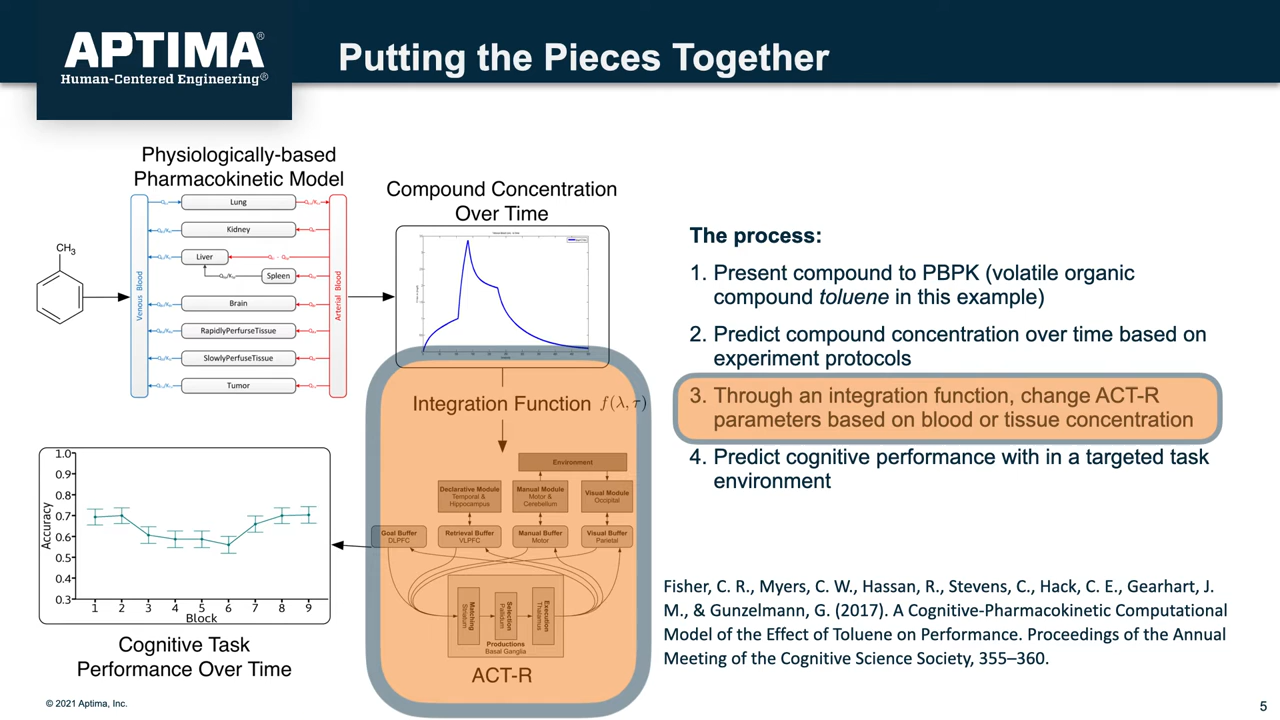 APTIMA®
Human-Centered Engineering®
Putting the Pieces Together
Physiologically-based
Pharmacokinetic Model
CH3
Venous Blood
Arterial Blood
Lung
Kidney
Liver
Spleen
Brain
RapidlyPerfurseTissue
SlowlyPerfuseTissue
Tumor
Compound Concentration
Over Time
Integration Function f(λ, τ)
Environment
Declarative Module
Temporal &
Hippocampus
Manual Module
Motor &
Cerebellum
Visual Module
Occipital
Goal Buffer
DLPFC
Retrieval Buffer
VLPFC
Manual Buffer
Motor
Visual Buffer
Parietal
Matching
Striatum
Selection
Pallidum
Execution
Thalamus
Productions
Basal Ganglia
ACT-R
Accuracy
1.0
0.9
0.8
0.7
0.6
0.5
0.4
0.3
1 2 3 4 5 6 7 8 9
Block
Cognitive Task
Performance Over Time
The process:
1. Present compound to PBPK (volatile organic
compound toluene in this example)
2. Predict compound concentration over time based on
experiment protocols
3. Through an integration function, change ACT-R
parameters based on blood or tissue concentration
4. Predict cognitive performance with in a targeted task
environment
Fisher, C. R., Myers, C. W., Hassan, R., Stevens, C., Hack, C. E., Gearhart, J.
M., & Gunzelmann, G. (2017). A Cognitive-Pharmacokinetic Computational
Model of the Effect of Toluene on Performance. Proceedings of the Annual
Meeting of the Cognitive Science Society, 355–360.
© 2021 Aptima, Inc.
5